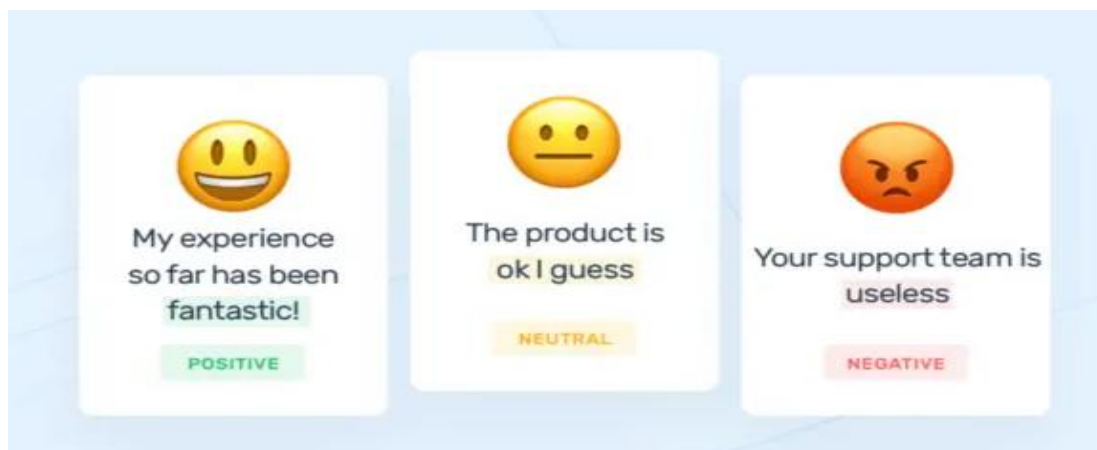 My experience
so far has been
fantastic!
POSITIVE
The product is
ok I guess
NEUTRAL
Your support team is
useless
NEGATIVE